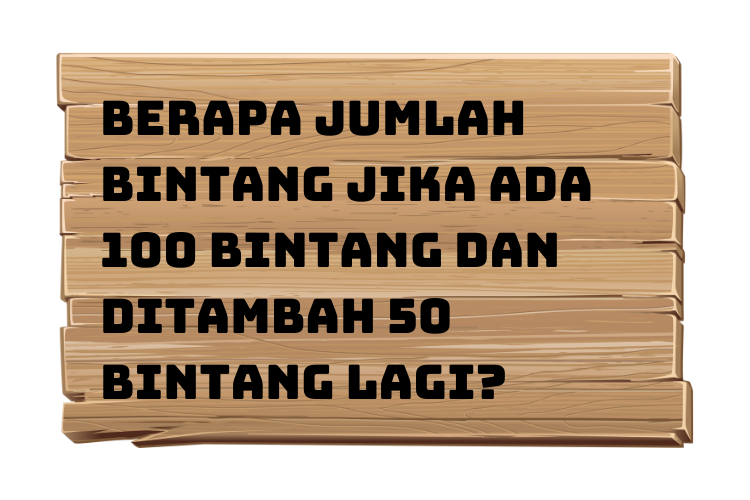 BERAPA JUMLAH
BINTANG JIKA ADA
100 BINTANG DAN
DITAMBAH 50
BINTANG LAGI?